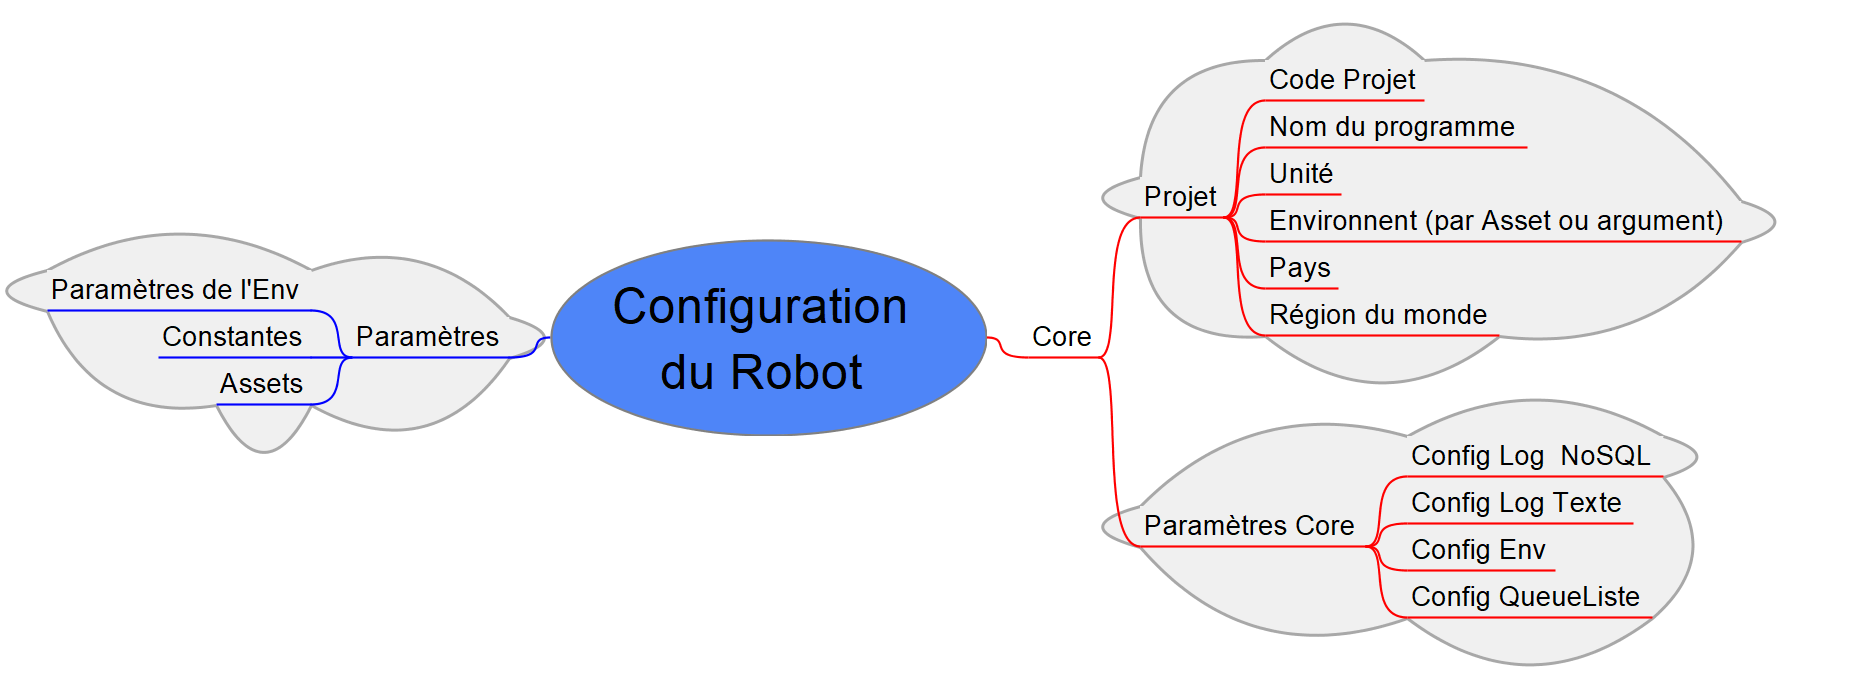 Configuration
du Robot
Paramètres
Paramètres de l'Env
Constantes
Assets
Core
Projet
Code Projet
Nom du programme
Unité
Environnent (par Asset ou argument)
Pays
Région du monde
Paramètres Core
Config Log  NoSQL
Config Log Texte
Config Env
Config QueueListe